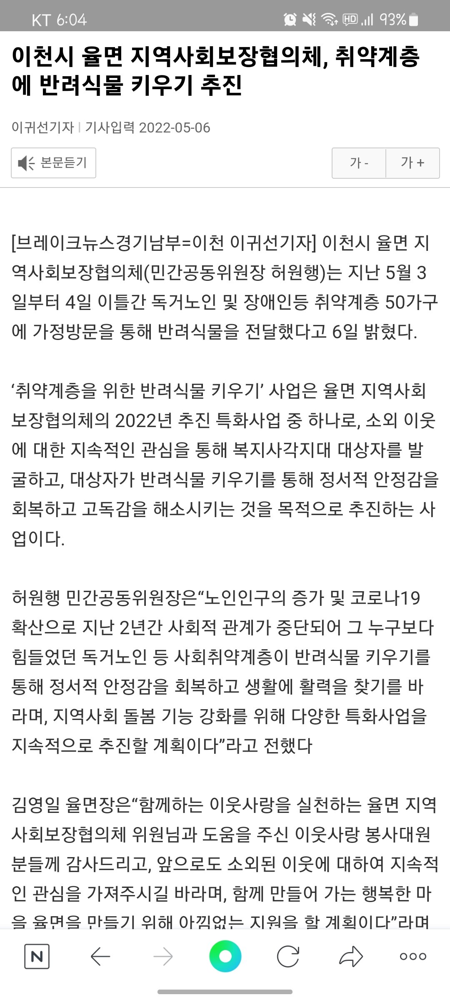 KT 6:04
HD 93%
이천시 율면 지역사회보장협의체, 취약계층
에 반려식물 키우기 추진
이귀선기자 | 기사입력 2022-05-06
본문듣기
가 -
가 +
[브레이크뉴스경기남부=이천 이귀선기자] 이천시 율면 지
역사회보장협의체(민간공동위원장 허원행)는 지난 5월 3
일부터 4일 이틀간 독거노인 및 장애인등 취약계층 50가구
에 가정방문을 통해 반려식물을 전달했다고 6일 밝혔다.
‘취약계층을 위한 반려식물 키우기’ 사업은 율면 지역사회
보장협의체의 2022년 추진 특화사업 중 하나로, 소외 이웃
에 대한 지속적인 관심을 통해 복지사각지대 대상자를 발
굴하고, 대상자가 반려식물 키우기를 통해 정서적 안정감을
회복하고 고독감을 해소시키는 것을 목적으로 추진하는 사
업이다.
허원행 민간공동위원장은“노인인구의 증가 및 코로나19
확산으로 지난 2년간 사회적 관계가 중단되어 그 누구보다
힘들었던 독거노인 등 사회취약계층이 반려식물 키우기를
통해 정서적 안정감을 회복하고 생활에 활력을 찾기를 바
라며, 지역사회 돌봄 기능 강화를 위해 다양한 특화사업을
지속적으로 추진할 계획이다”라고 전했다
김영일 율면장은“함께하는 이웃사랑을 실천하는 율면 지역
사회보장협의체 위원님과 도움을 주신 이웃사랑 봉사대원
분들께 감사드리고, 앞으로도 소외된 이웃에 대하여 지속적
인 관심을 가져주시길 바라며, 함께 만들어 가는 행복한 마
을 율면을 만들기 위해 아낌없는 지원을 할 계획이다”라며
N